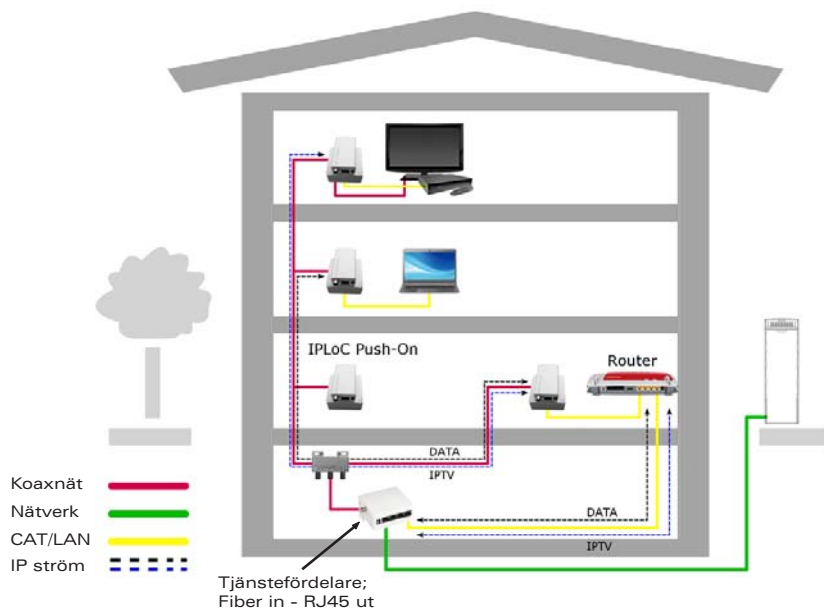 IPLoC Push-On
Router
DATA
IPTV
DATA
IPTV
Koaxnät
Nätverk
CAT/LAN
IP ström
Tjänstefördelare;
Fiber in - RJ45 ut